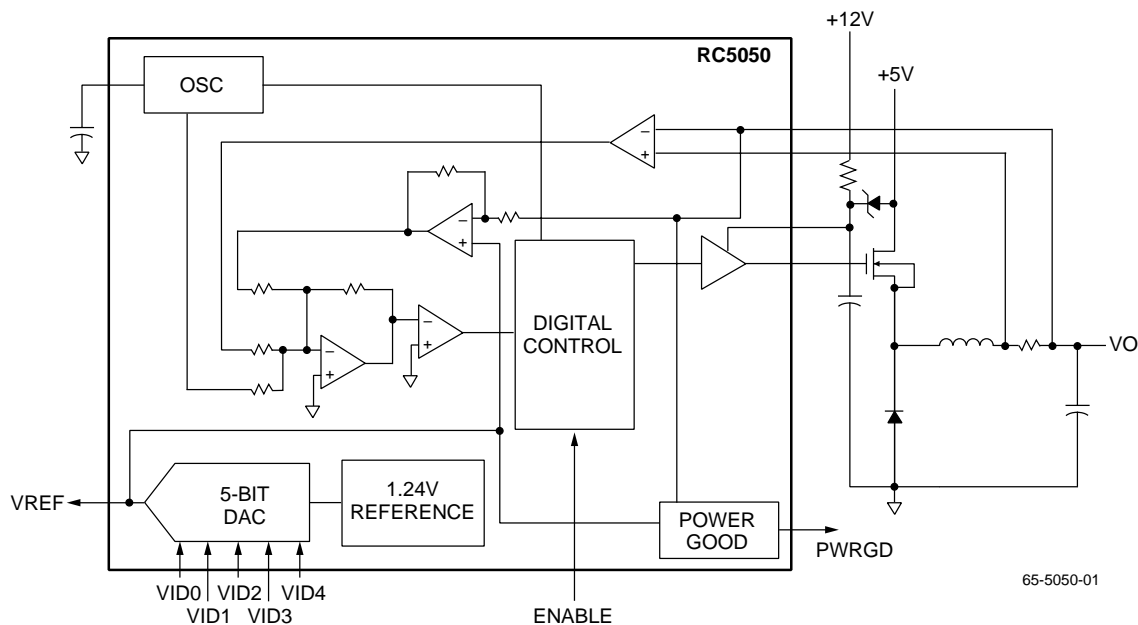 +12V
RC5050
+5V
OSC
−
+
−
+
−
+
−
+
DIGITAL
CONTROL
VO
VREF
5-BIT
DAC
1.24V
REFERENCE
POWER
GOOD
PWRGD
VID0
VID2
VID4
VID1
VID3
ENABLE
65-5050-01